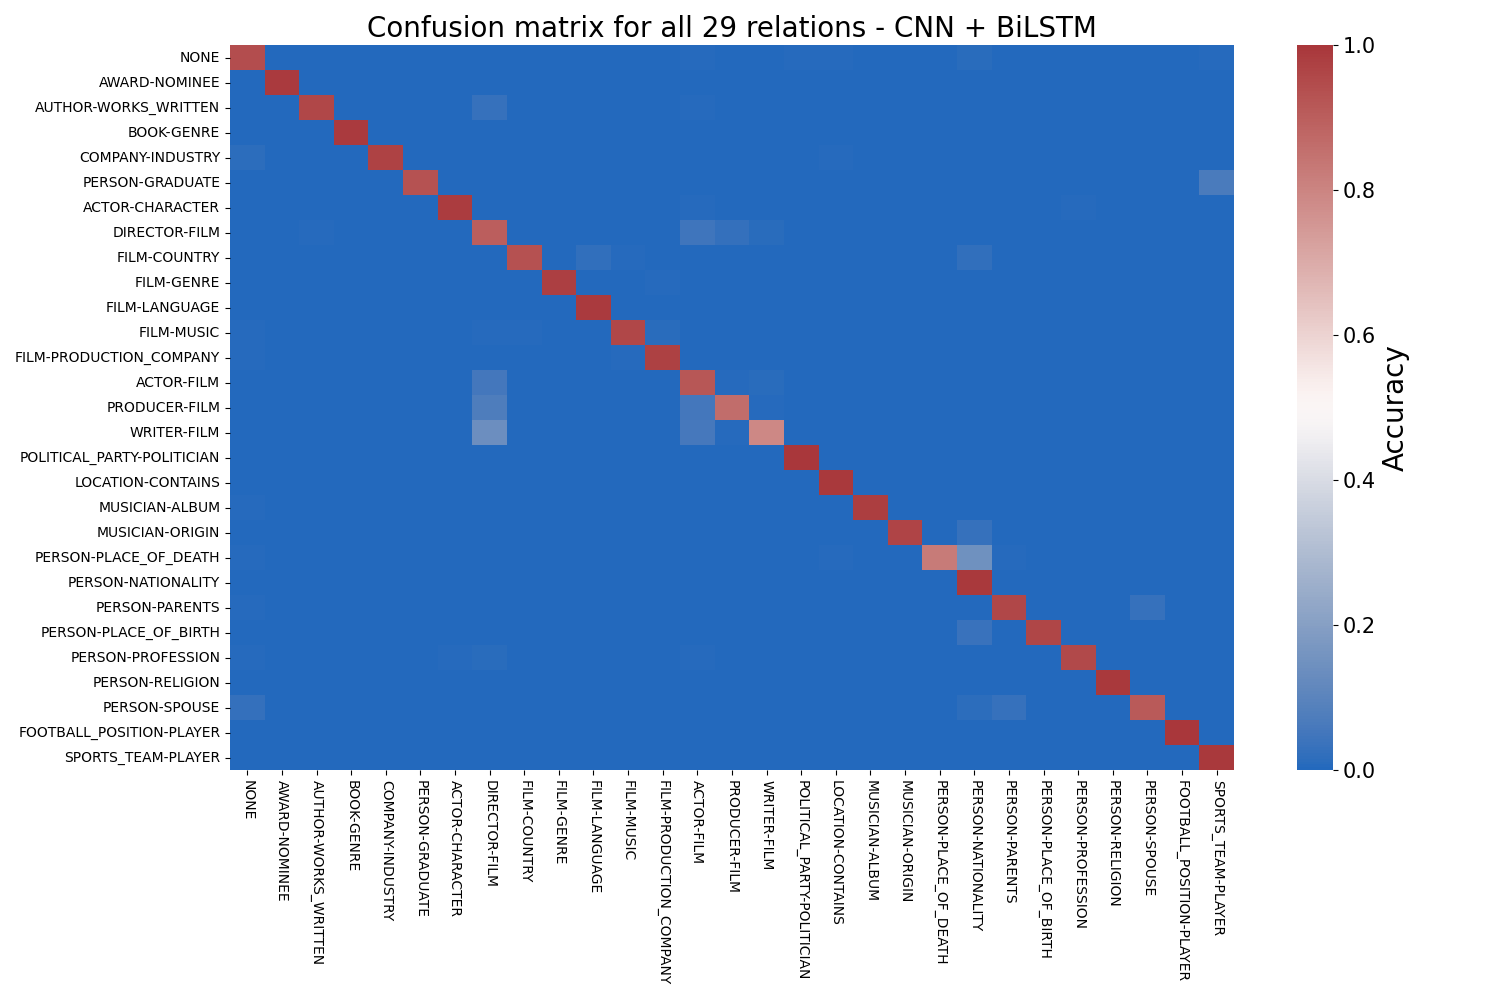 Confusion matrix for all 29 relations - CNN + BiLSTM
NONE
AWARD-NOMINEE
AUTHOR-WORKS_WRITTEN
BOOK-GENRE
COMPANY-INDUSTRY
PERSON-GRADUATE
ACTOR-CHARACTER
DIRECTOR-FILM
FILM-COUNTRY
FILM-GENRE
FILM-LANGUAGE
FILM-MUSIC
FILM-PRODUCTION_COMPANY
ACTOR-FILM
PRODUCER-FILM
WRITER-FILM
POLITICAL_PARTY-POLITICIAN
LOCATION-CONTAINS
MUSICIAN-ALBUM
MUSICIAN-ORIGIN
PERSON-PLACE_OF_DEATH
PERSON-NATIONALITY
PERSON-PARENTS
PERSON-PLACE_OF_BIRTH
PERSON-PROFESSION
PERSON-RELIGION
PERSON-SPOUSE
FOOTBALL_POSITION-PLAYER
SPORTS_TEAM-PLAYER
NONE
AWARD-NOMINEE
AUTHOR-WORKS_WRITTEN
BOOK-GENRE
COMPANY-INDUSTRY
PERSON-GRADUATE
ACTOR-CHARACTER
DIRECTOR-FILM
FILM-COUNTRY
FILM-GENRE
FILM-LANGUAGE
FILM-MUSIC
FILM-PRODUCTION_COMPANY
ACTOR-FILM
PRODUCER-FILM
WRITER-FILM
POLITICAL_PARTY-POLITICIAN
LOCATION-CONTAINS
MUSICIAN-ALBUM
MUSICIAN-ORIGIN
PERSON-PLACE_OF_DEATH
PERSON-NATIONALITY
PERSON-PARENTS
PERSON-PLACE_OF_BIRTH
PERSON-PROFESSION
PERSON-RELIGION
PERSON-SPOUSE
FOOTBALL_POSITION-PLAYER
SPORTS_TEAM-PLAYER
1.0
0.8
0.6
0.4
0.2
0.0
Accuracy